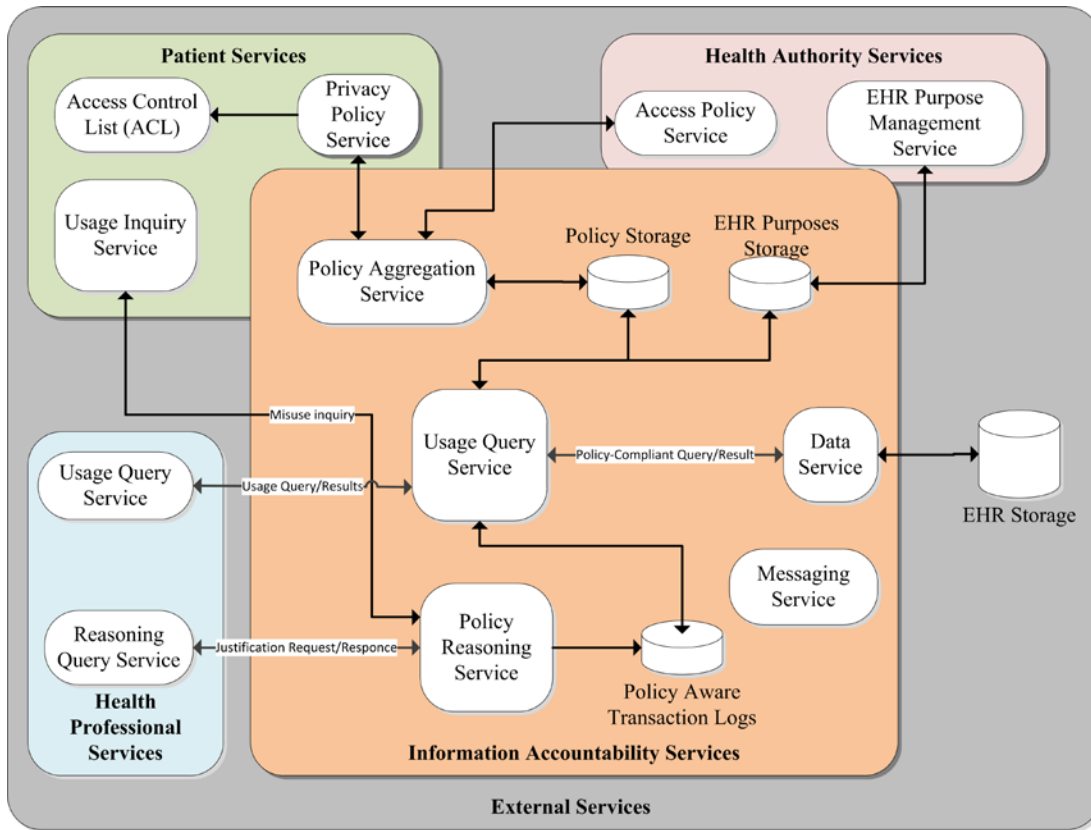 Patient Services
Health Authority Services
Access Control
List (ACL)
Privacy
Policy
Service
Access Policy
Service
EHR Purpose
Management
Service
Usage Inquiry
Service
Policy Aggregation
Service
Policy Storage
EHR Purposes
Storage
Misuse inquiry
Usage Query
Service
Policy-Compliant Query/Result
Data
Service
Usage Query
Service
Usage Query/Results
EHR Storage
Messaging
Service
Reasoning
Query Service
Justification Request/Responce
Policy
Reasoning
Service
Policy Aware
Transaction Logs
Health
Professional
Services
Information Accountability Services
External Services